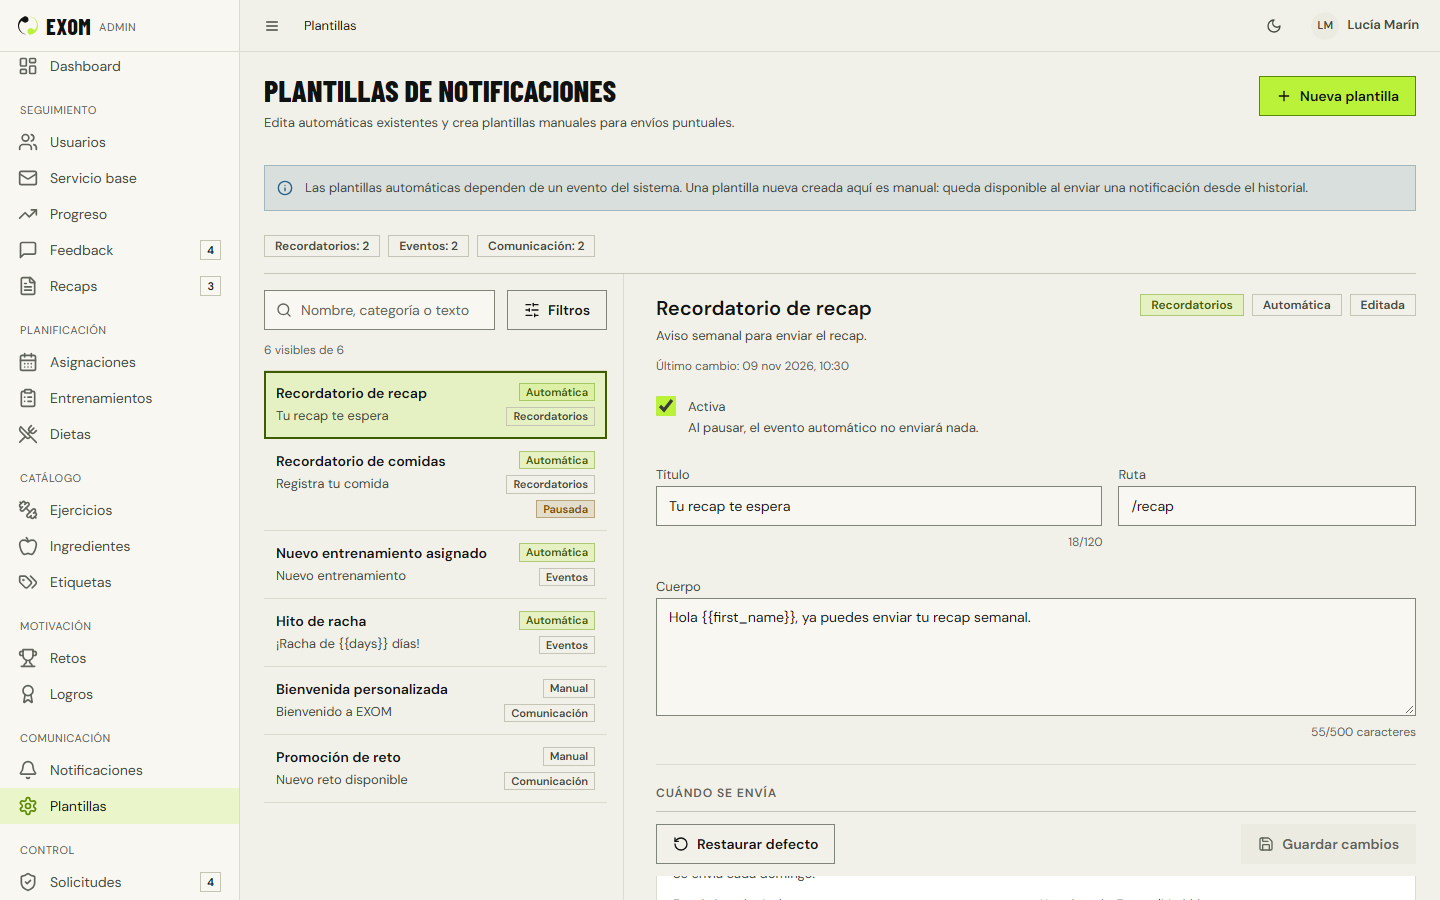 EXOM ADMIN
Dashboard
SEGUIMIENTO
Usuarios
Servicio base
Progreso
Feedback 4
Recaps 3
PLANIFICACIÓN
Asignaciones
Entrenamientos
Dietas
CATÁLOGO
Ejercicios
Ingredientes
Etiquetas
MOTIVACIÓN
Retos
Logros
COMUNICACIÓN
Notificaciones
Plantillas
CONTROL
Solicitudes 4
Plantillas
LM Lucía Marín
PLANTILLAS DE NOTIFICACIONES
Edita automáticas existentes y crea plantillas manuales para envíos puntuales.
Nueva plantilla
Las plantillas automáticas dependen de un evento del sistema. Una plantilla nueva creada aquí es manual: queda disponible al enviar una notificación desde el historial.
Recordatorios: 2 Eventos: 2 Comunicación: 2
Nombre, categoría o texto Filtros
6 visibles de 6
Recordatorio de recap Automática
Tu recap te espera Recordatorios
Recordatorio de comidas Automática
Registra tu comida Recordatorios
Pausada
Nuevo entrenamiento asignado Automática
Nuevo entrenamiento Eventos
Hito de racha Automática
¡Racha de {{days}} días! Eventos
Bienvenida personalizada Manual
Bienvenido a EXOM Comunicación
Promoción de reto Manual
Nuevo reto disponible Comunicación
Recordatorio de recap Recordatorios Automática Editada
Aviso semanal para enviar el recap.
Último cambio: 09 nov 2026, 10:30
Activa
Al pausar, el evento automático no enviará nada.
Título Ruta
Tu recap te espera /recap
18/120
Cuerpo
Hola {{first_name}}, ya puedes enviar tu recap semanal.
55/500 caracteres
CUÁNDO SE ENVÍA
Restaurar defecto Guardar cambios